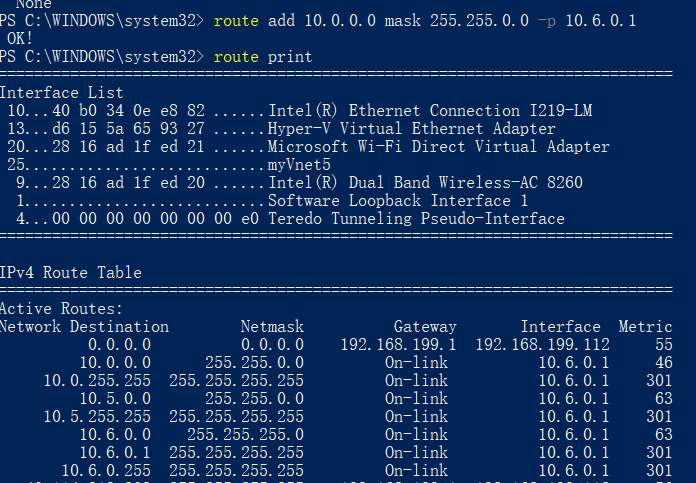 None
PS C:\WINDOWS\system32> route add 10.0.0.0 mask 255.255.0.0 -p 10.6.0.1
OK!
PS C:\WINDOWS\system32> route print
===========================================================================
Interface List
10...40 b0 34 0e e8 82 ......Intel(R) Ethernet Connection I219-LM
13...d6 15 5a 65 93 27 ......Hyper-V Virtual Ethernet Adapter
20...28 16 ad 1f ed 21 ......Microsoft Wi-Fi Direct Virtual Adapter
25...........................myVnet5
9...28 16 ad 1f ed 20 ......Intel(R) Dual Band Wireless-AC 8260
1...........................Software Loopback Interface 1
4...00 00 00 00 00 00 00 e0 Teredo Tunneling Pseudo-Interface
===========================================================================
IPv4 Route Table
===========================================================================
Active Routes:
Network Destination Netmask Gateway Interface Metric
0.0.0.0 0.0.0.0 192.168.199.1 192.168.199.112 55
10.0.0.0 255.255.0.0 On-link 10.6.0.1 46
10.0.255.255 255.255.255.255 On-link 10.6.0.1 301
10.5.0.0 255.255.0.0 On-link 10.6.0.1 63
10.5.255.255 255.255.255.255 On-link 10.6.0.1 301
10.6.0.0 255.255.255.0 On-link 10.6.0.1 63
10.6.0.1 255.255.255.255 On-link 10.6.0.1 301
10.6.0.255 255.255.255.255 On-link 10.6.0.1 301